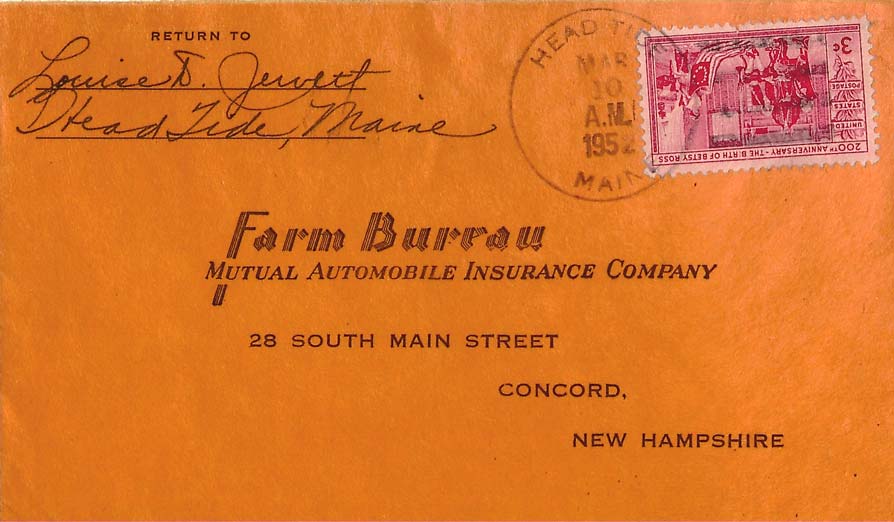 RETURN TO
Louise D. Jewett
Head Tide, Maine
HEAD TIDE
MAR
10
A.M.
1952
MAINE
3¢
UNITED
STATES
POSTAGE
200TH ANNIVERSARY - THE BIRTH OF BETSY ROSS
Farm Bureau
MUTUAL AUTOMOBILE INSURANCE COMPANY
28 SOUTH MAIN STREET
CONCORD,
NEW HAMPSHIRE